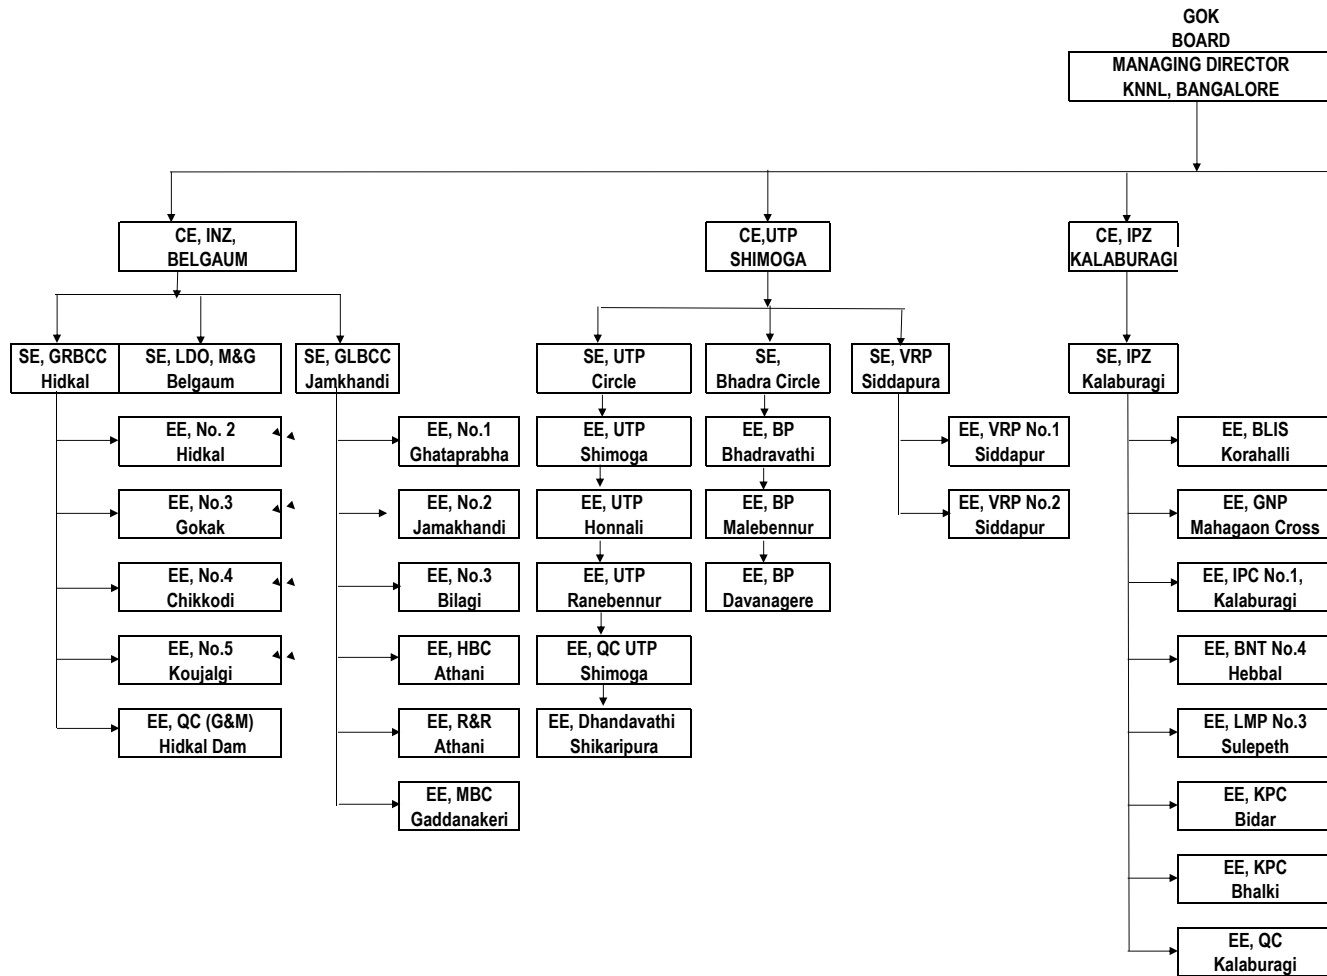 GOK
BOARD
MANAGING DIRECTOR
KNNL, BANGALORE
CE, INZ,
BELGAUM
CE,UTP
SHIMOGA
CE, IPZ
KALABURAGI
SE, GRBCC
Hidkal
SE, LDO, M&G
Belgaum
SE, GLBCC
Jamkhandi
SE, UTP
Circle
SE,
Bhadra Circle
SE, VRP
Siddapura
SE, IPZ
Kalaburagi
EE, No. 2
Hidkal
EE, No.3
Gokak
EE, No.4
Chikkodi
EE, No.5
Koujalgi
EE, QC (G&M)
Hidkal Dam
EE, No.1
Ghataprabha
EE, No.2
Jamakhandi
EE, No.3
Bilagi
EE, HBC
Athani
EE, R&R
Athani
EE, MBC
Gaddanakeri
EE, UTP
Shimoga
EE, UTP
Honnali
EE, UTP
Ranebennur
EE, QC UTP
Shimoga
EE, Dhandavathi
Shikaripura
EE, BP
Bhadravathi
EE, BP
Malebennur
EE, BP
Davanagere
EE, VRP No.1
Siddapur
EE, VRP No.2
Siddapur
EE, BLIS
Korahalli
EE, GNP
Mahagaon Cross
EE, IPC No.1,
Kalaburagi
EE, BNT No.4
Hebbal
EE, LMP No.3
Sulepeth
EE, KPC
Bidar
EE, KPC
Bhalki
EE, QC
Kalaburagi